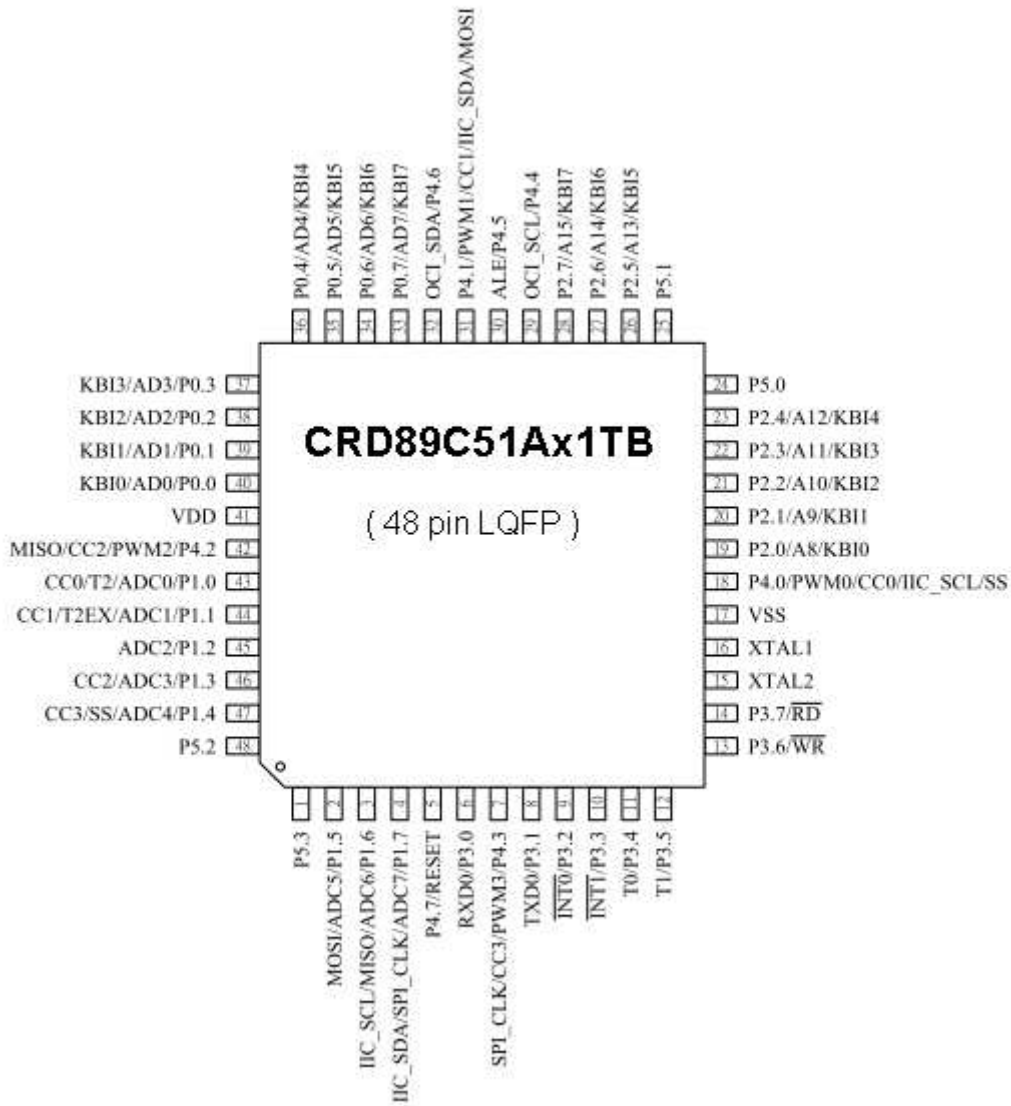 P0.4/AD4/KBI4
P0.5/AD5/KBI5
P0.6/AD6/KBI6
P0.7/AD7/KBI7
OCI_SDA/P4.6
P4.1/PWM1/CC1/IIC_SDA/MOSI
ALE/P4.5
OCI_SCL/P4.4
P2.7/A15/KBI7
P2.6/A14/KBI6
P2.5/A13/KBI5
P5.1
36
35
34
33
32
31
30
29
28
27
26
25
CRD89C51Ax1TB
( 48 pin LQFP )
KBI3/AD3/P0.3 37
KBI2/AD2/P0.2 38
KBI1/AD1/P0.1 39
KBI0/AD0/P0.0 40
VDD 41
MISO/CC2/PWM2/P4.2 42
CC0/T2/ADC0/P1.0 43
CC1/T2EX/ADC1/P1.1 44
ADC2/P1.2 45
CC2/ADC3/P1.3 46
CC3/SS/ADC4/P1.4 47
P5.2 48
24 P5.0
23 P2.4/A12/KBI4
22 P2.3/A11/KBI3
21 P2.2/A10/KBI2
20 P2.1/A9/KBI1
19 P2.0/A8/KBI0
18 P4.0/PWM0/CC0/IIC_SCL/SS
17 VSS
16 XTAL1
15 XTAL2
14 P3.7/RD
13 P3.6/WR
1
2
3
4
5
6
7
8
9
10
11
12
P5.3
MOSI/ADC5/P1.5
IIC_SCL/MISO/ADC6/P1.6
IIC_SDA/SPI_CLK/ADC7/P1.7
P4.7/RESET
RXD0/P3.0
SPI_CLK/CC3/PWM3/P4.3
TXD0/P3.1
INT0/P3.2
INT1/P3.3
T0/P3.4
T1/P3.5